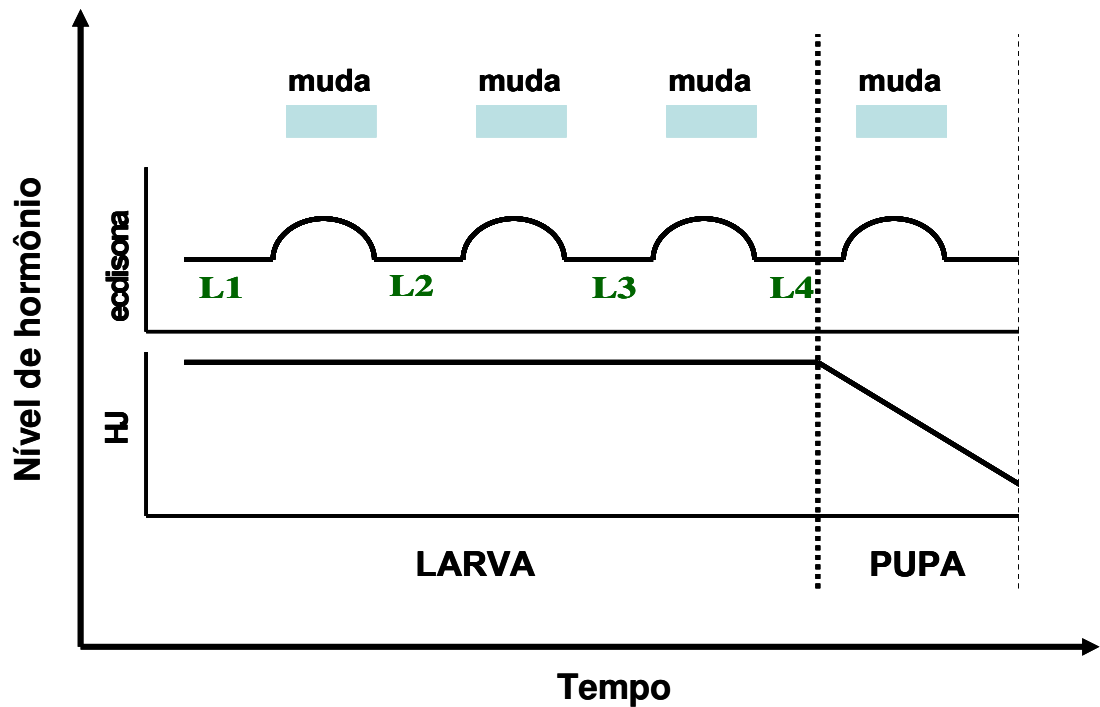 muda muda muda muda
Nível de hormônio
ecdisona
L1 L2 L3 L4
HJ
LARVA PUPA
Tempo